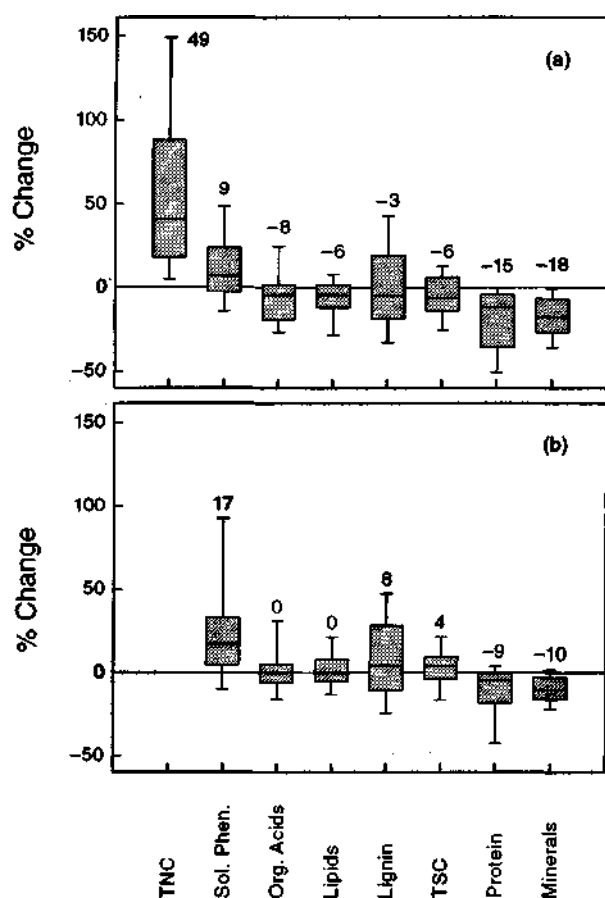 150
49
(a)
100
% Change
50
9
-8
-6
-3
-6
-15
-18
0
-50
150
(b)
100
% Change
17
50
0
0
8
4
-9
-10
0
-50
TNC
Sol. Phen.
Org. Acids
Lipids
Lignin
TSC
Protein
Minerals